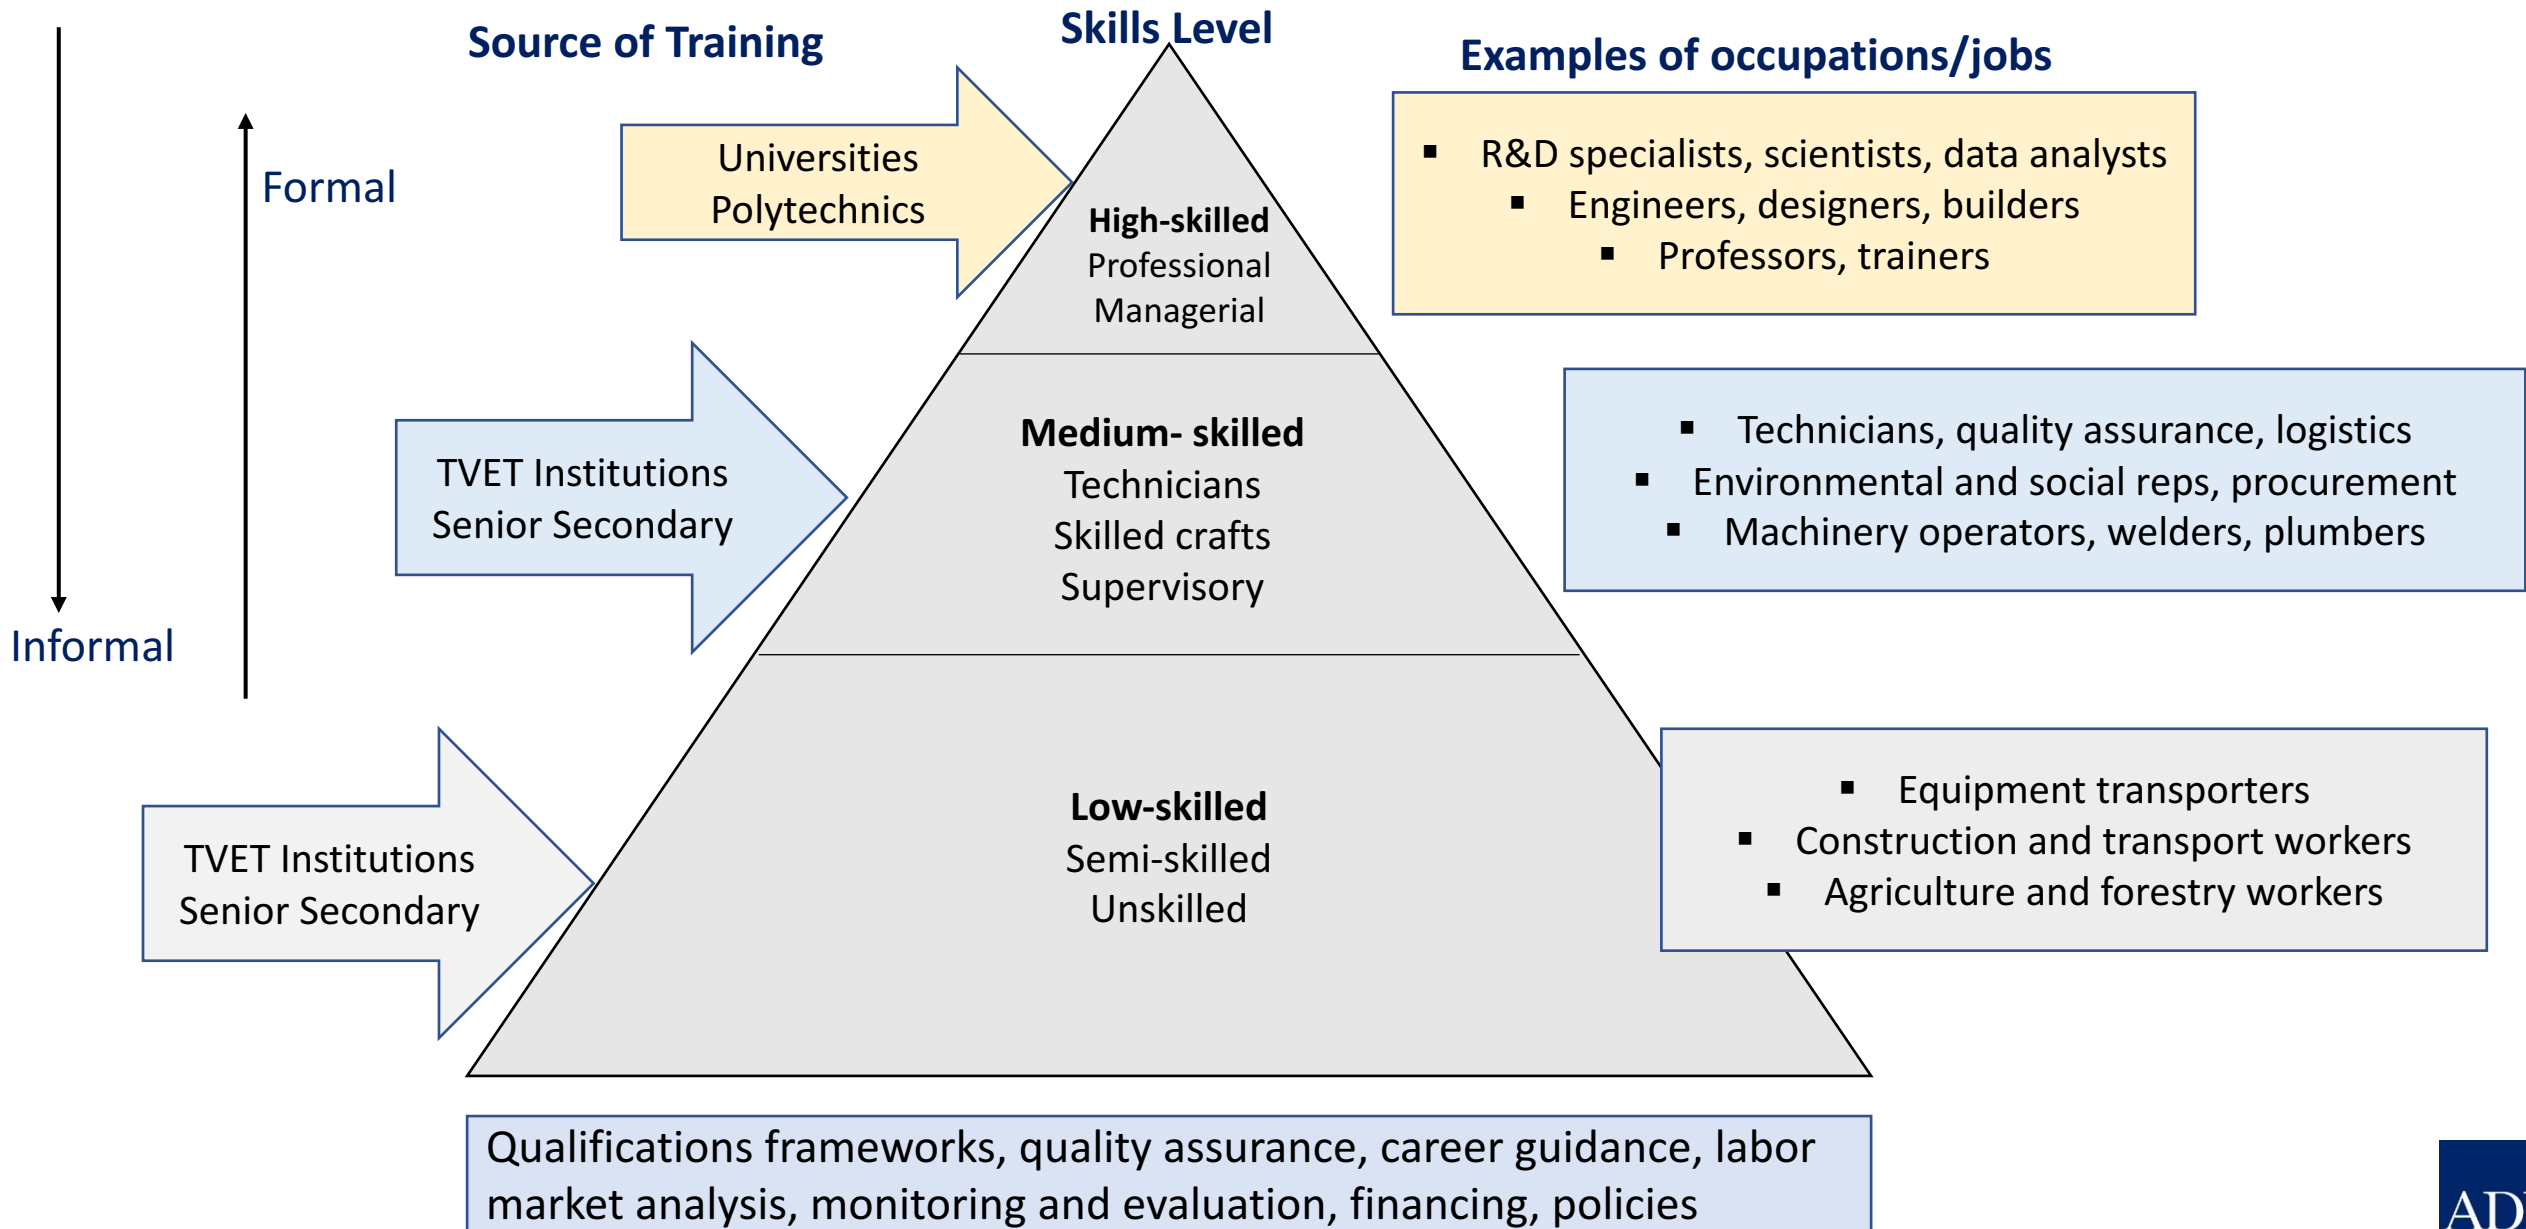 Source of Training
Skills Level
Examples of occupations/jobs
Formal
Informal
Universities
Polytechnics
High-skilled
Professional
Managerial
▪ R&D specialists, scientists, data analysts
▪ Engineers, designers, builders
▪ Professors, trainers
TVET Institutions
Senior Secondary
Medium- skilled
Technicians
Skilled crafts
Supervisory
▪ Technicians, quality assurance, logistics
▪ Environmental and social reps, procurement
▪ Machinery operators, welders, plumbers
TVET Institutions
Senior Secondary
Low-skilled
Semi-skilled
Unskilled
▪ Equipment transporters
▪ Construction and transport workers
▪ Agriculture and forestry workers
Qualifications frameworks, quality assurance, career guidance, labor
market analysis, monitoring and evaluation, financing, policies